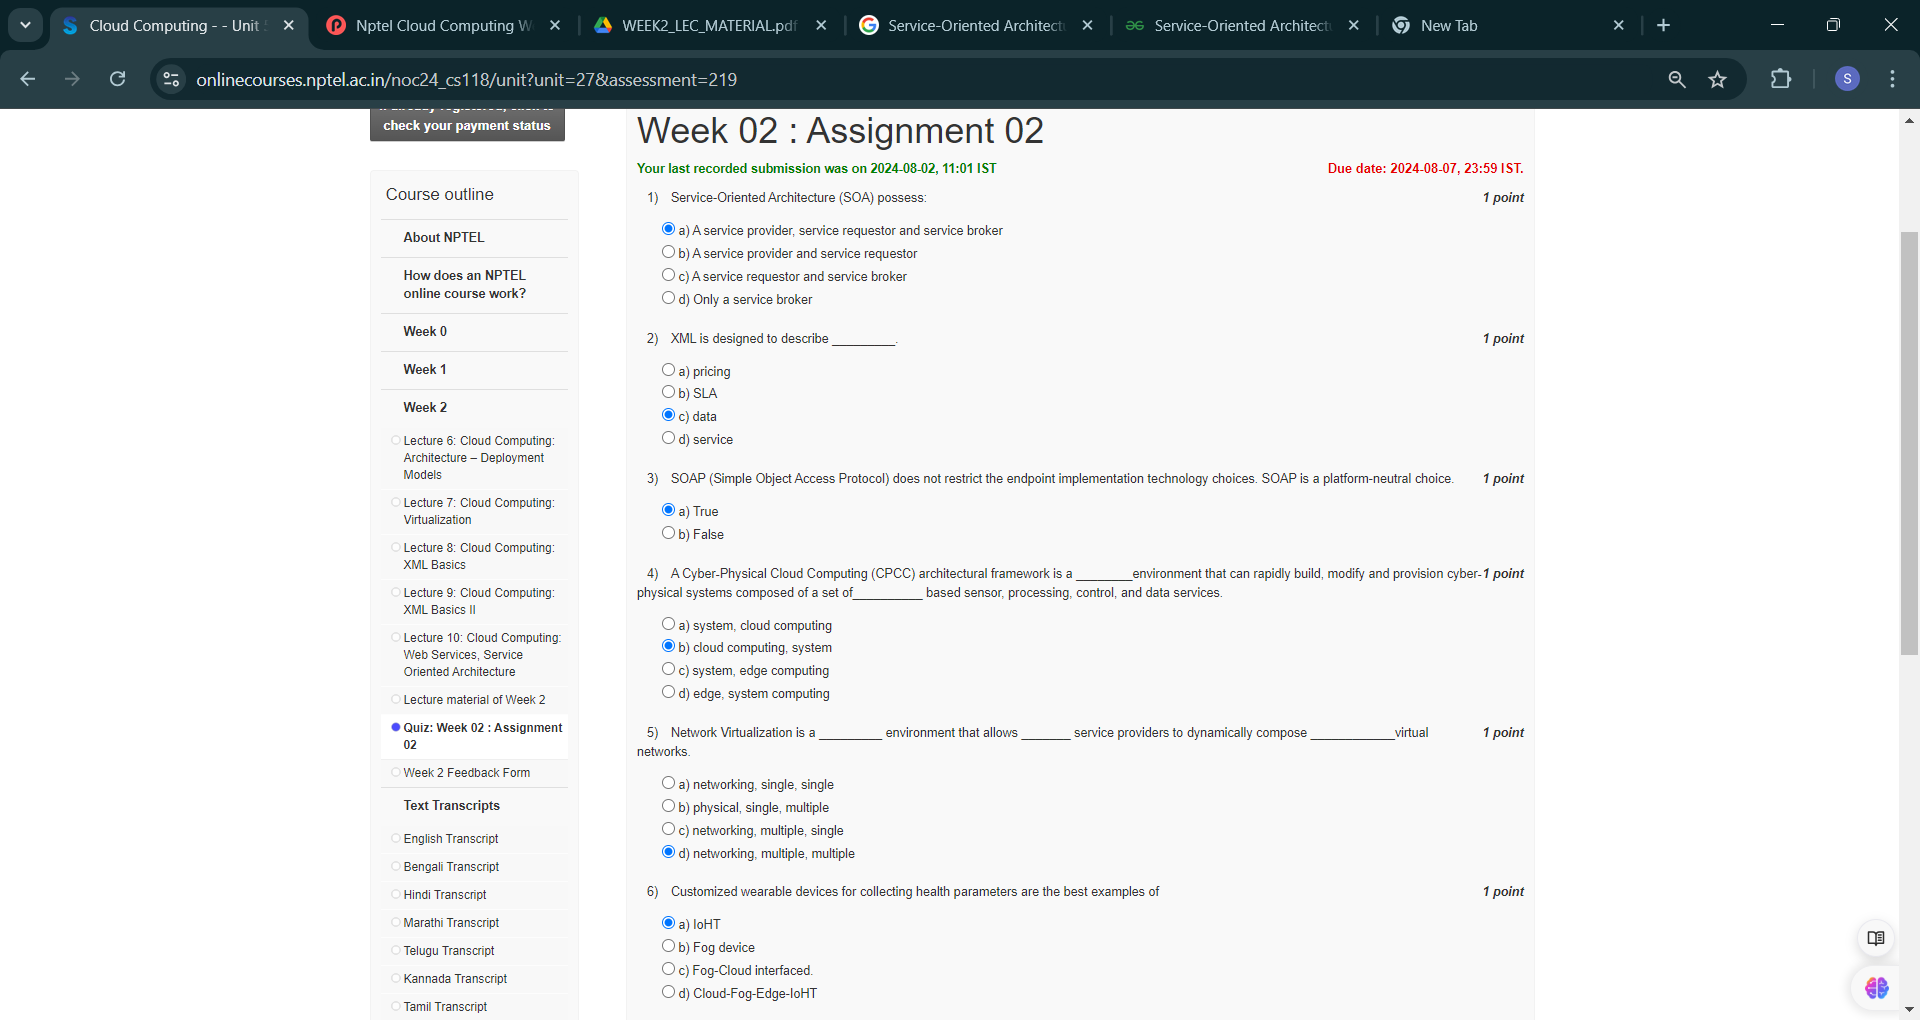 Cloud Computing - - Unit
Nptel Cloud Computing W
WEEK2_LEC_MATERIAL.pdf
Service-Oriented Architect
Service-Oriented Architect
New Tab
onlinecourses.nptel.ac.in/noc24_cs118/unit?unit=27&assessment=219
S
check your payment status
Course outline
About NPTEL
How does an NPTEL
online course work?
Week 0
Week 1
Week 2
Lecture 6: Cloud Computing:
Architecture – Deployment
Models
Lecture 7: Cloud Computing:
Virtualization
Lecture 8: Cloud Computing:
XML Basics
Lecture 9: Cloud Computing:
XML Basics II
Lecture 10: Cloud Computing:
Web Services, Service
Oriented Architecture
Lecture material of Week 2
Quiz: Week 02 : Assignment
02
Week 2 Feedback Form
Text Transcripts
English Transcript
Bengali Transcript
Hindi Transcript
Marathi Transcript
Telugu Transcript
Kannada Transcript
Tamil Transcript
Week 02 : Assignment 02
Your last recorded submission was on 2024-08-02, 11:01 IST
Due date: 2024-08-07, 23:59 IST.
1) Service-Oriented Architecture (SOA) possess: 1 point
a) A service provider, service requestor and service broker
b) A service provider and service requestor
c) A service requestor and service broker
d) Only a service broker
2) XML is designed to describe _________. 1 point
a) pricing
b) SLA
c) data
d) service
3) SOAP (Simple Object Access Protocol) does not restrict the endpoint implementation technology choices. SOAP is a platform-neutral choice. 1 point
a) True
b) False
4) A Cyber-Physical Cloud Computing (CPCC) architectural framework is a ________environment that can rapidly build, modify and provision cyber- 1 point
physical systems composed of a set of__________ based sensor, processing, control, and data services.
a) system, cloud computing
b) cloud computing, system
c) system, edge computing
d) edge, system computing
5) Network Virtualization is a _________ environment that allows _______ service providers to dynamically compose ____________virtual 1 point
networks.
a) networking, single, single
b) physical, single, multiple
c) networking, multiple, single
d) networking, multiple, multiple
6) Customized wearable devices for collecting health parameters are the best examples of 1 point
a) IoHT
b) Fog device
c) Fog-Cloud interfaced.
d) Cloud-Fog-Edge-IoHT